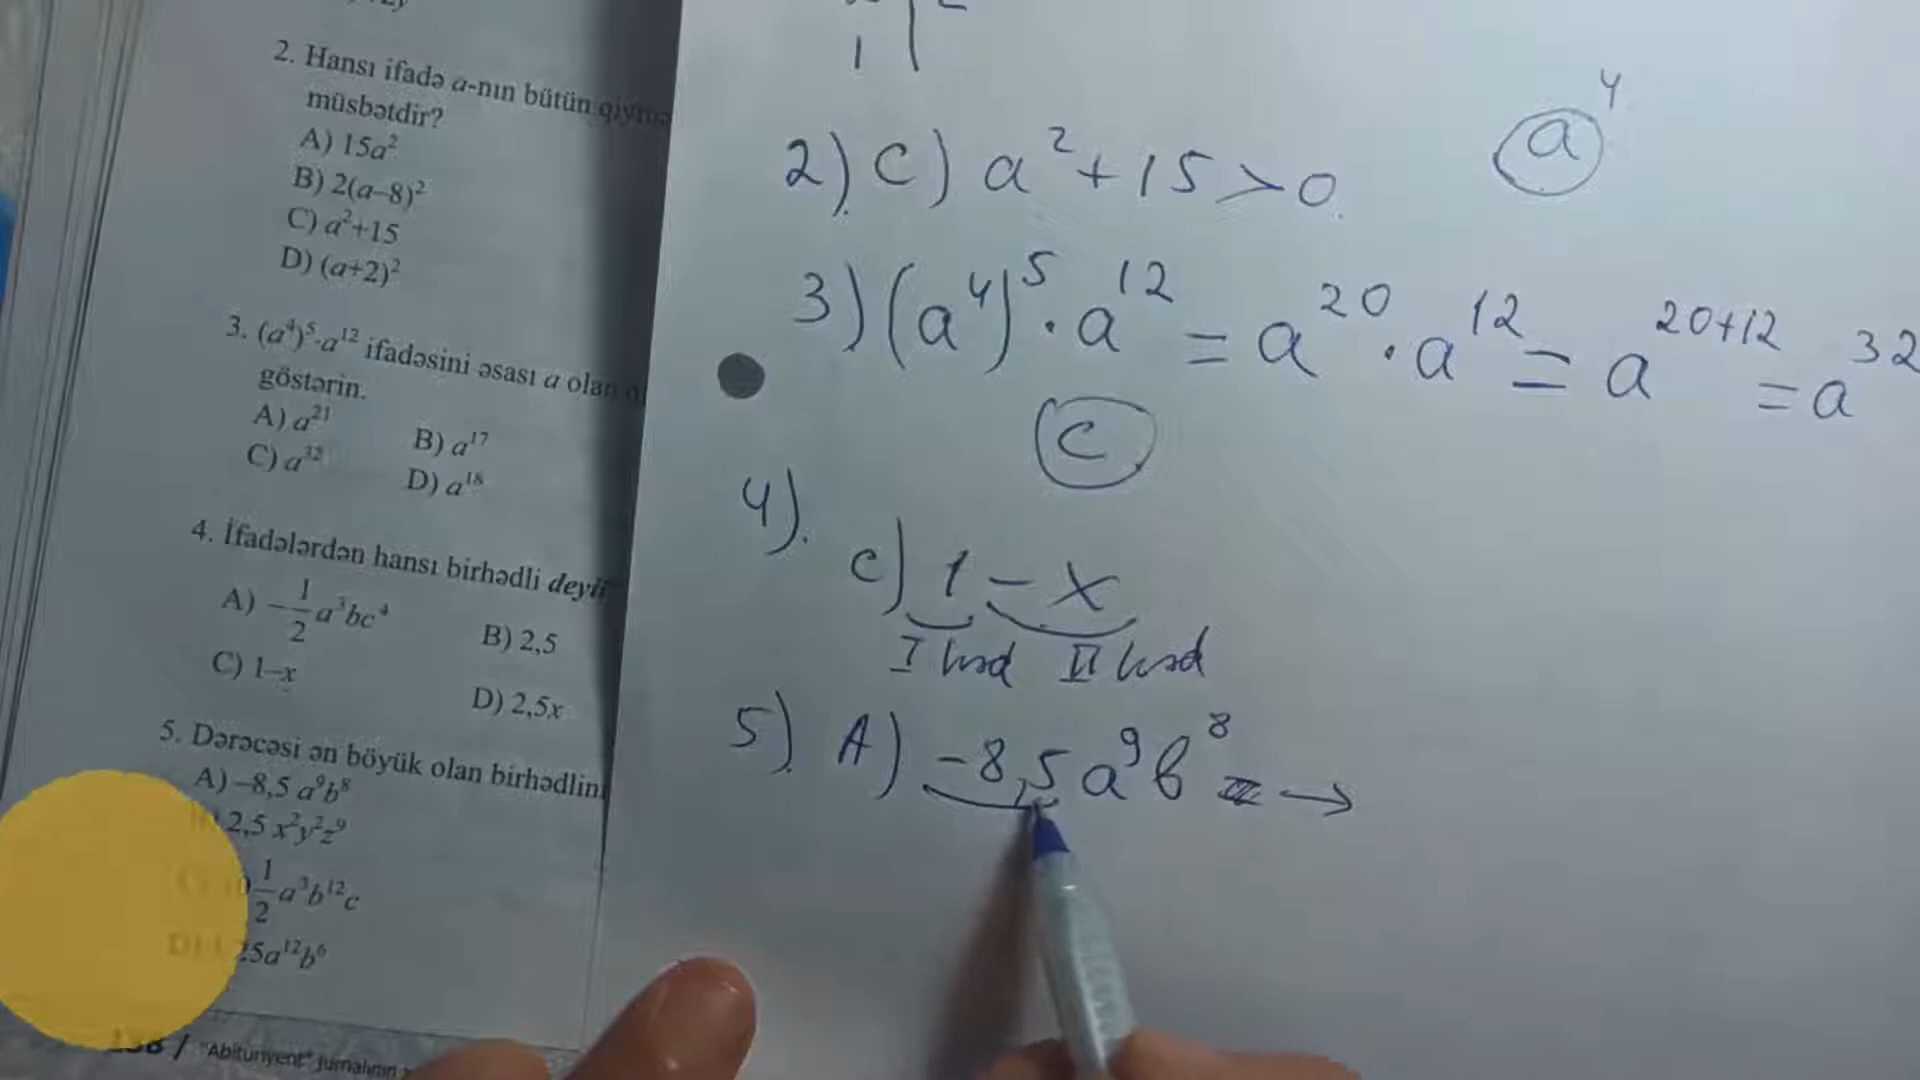 2. Hansı ifadə a-nın bütün
müsbətdir?
A) 15a²
B) 2(a–8)²
C) a²+15
D) (a+2)²
3. (a⁴)⁵·a¹² ifadəsini əsası a olan
göstərin.
A) a²¹ B) a¹⁷
C) a³² D) a¹⁸
4. İfadələrdən hansı birhədli deyil
A) –1/2 a³bc⁴ B) 2,5
C) 1–x D) 2,5x
5. Dərəcəsi ən böyük olan birhədlini
A) –8,5 a⁹b⁸
2,5 x²y²z⁹
1/2 a³b¹²c
25a¹²b⁶
"Abituriyent" jurnalının
a⁴
2) C) a²+15>0
3) (a⁴)⁵·a¹² = a²⁰·a¹² = a²⁰⁺¹² = a³²
C
4).
C) 1 – x
I həd II həd
5) A) –8,5a⁹b⁸ →